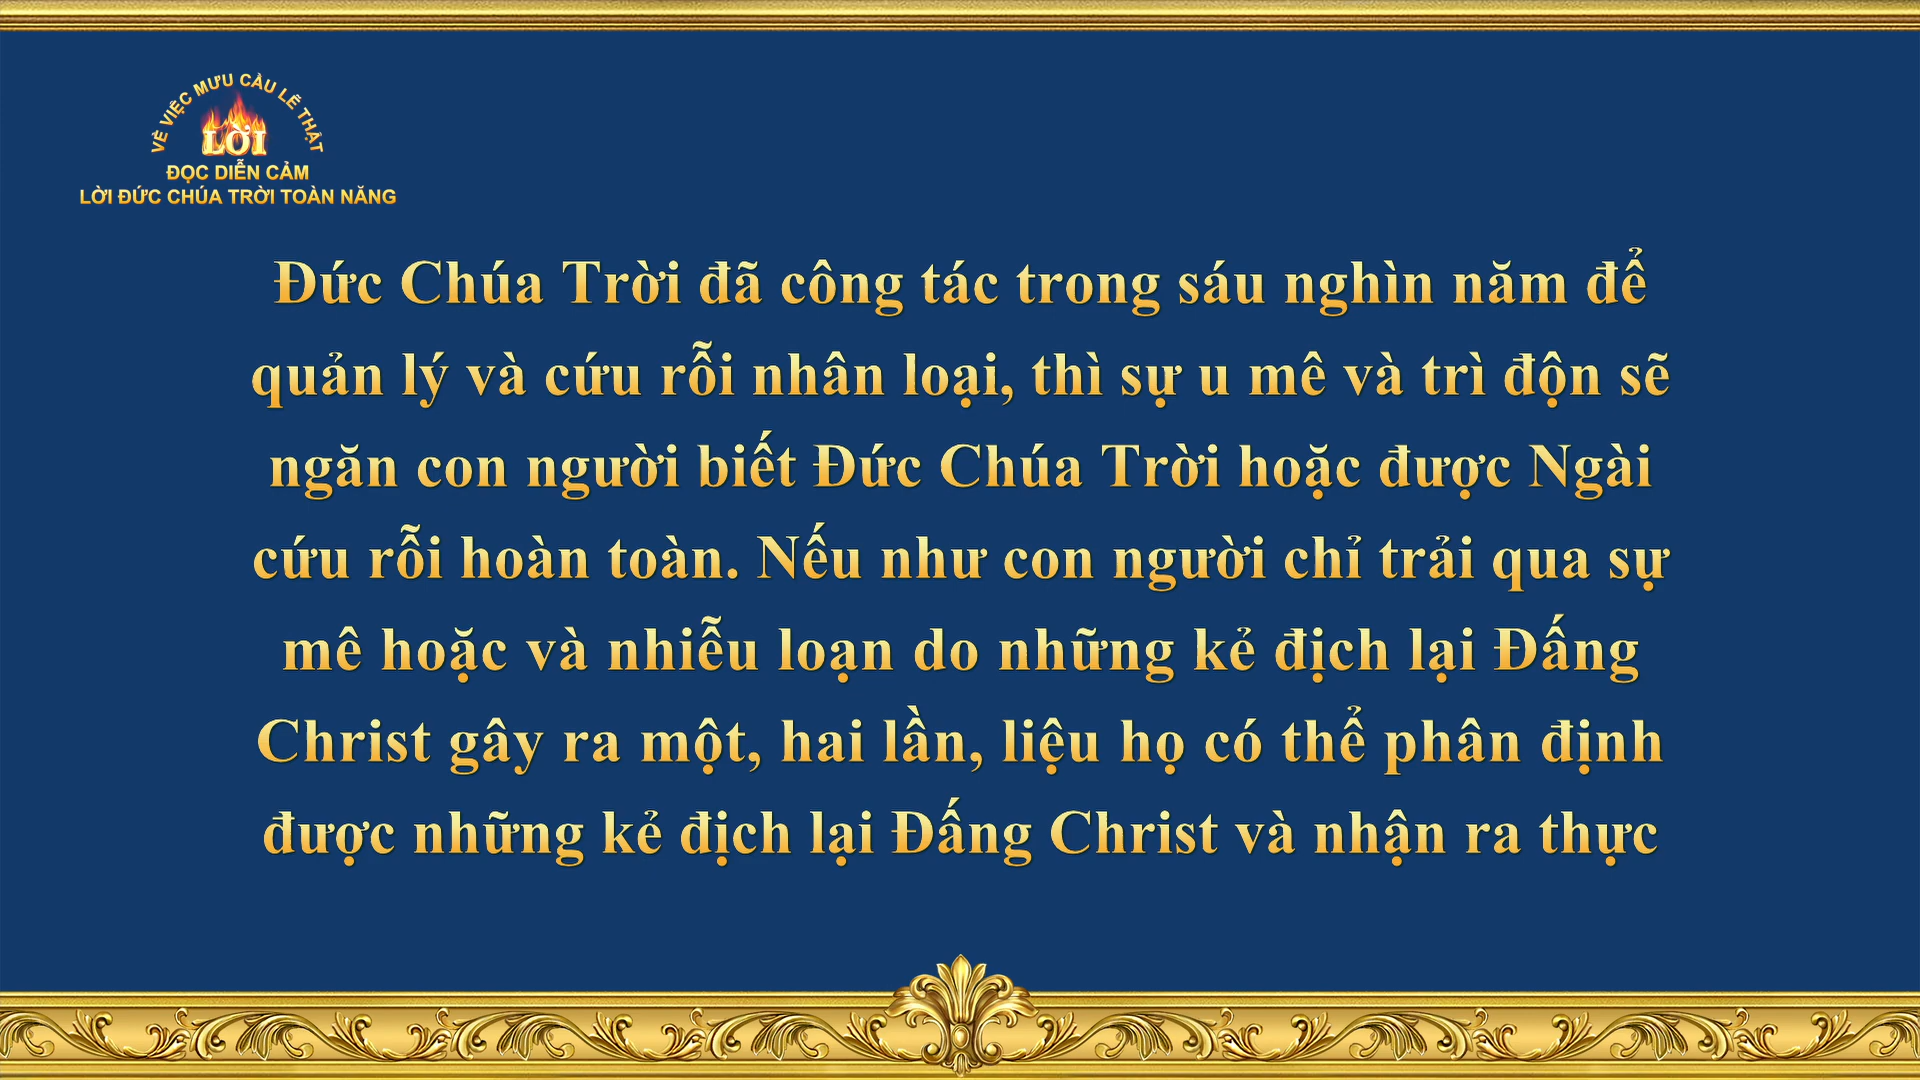 VỀ VIỆC MƯU CẦU LẼ THẬT
LỜI
ĐỌC DIỄN CẢM
LỜI ĐỨC CHÚA TRỜI TOÀN NĂNG
Đức Chúa Trời đã công tác trong sáu nghìn năm để
quản lý và cứu rỗi nhân loại, thì sự u mê và trì độn sẽ
ngăn con người biết Đức Chúa Trời hoặc được Ngài
cứu rỗi hoàn toàn. Nếu như con người chỉ trải qua sự
mê hoặc và nhiễu loạn do những kẻ địch lại Đấng
Christ gây ra một, hai lần, liệu họ có thể phân định
được những kẻ địch lại Đấng Christ và nhận ra thực